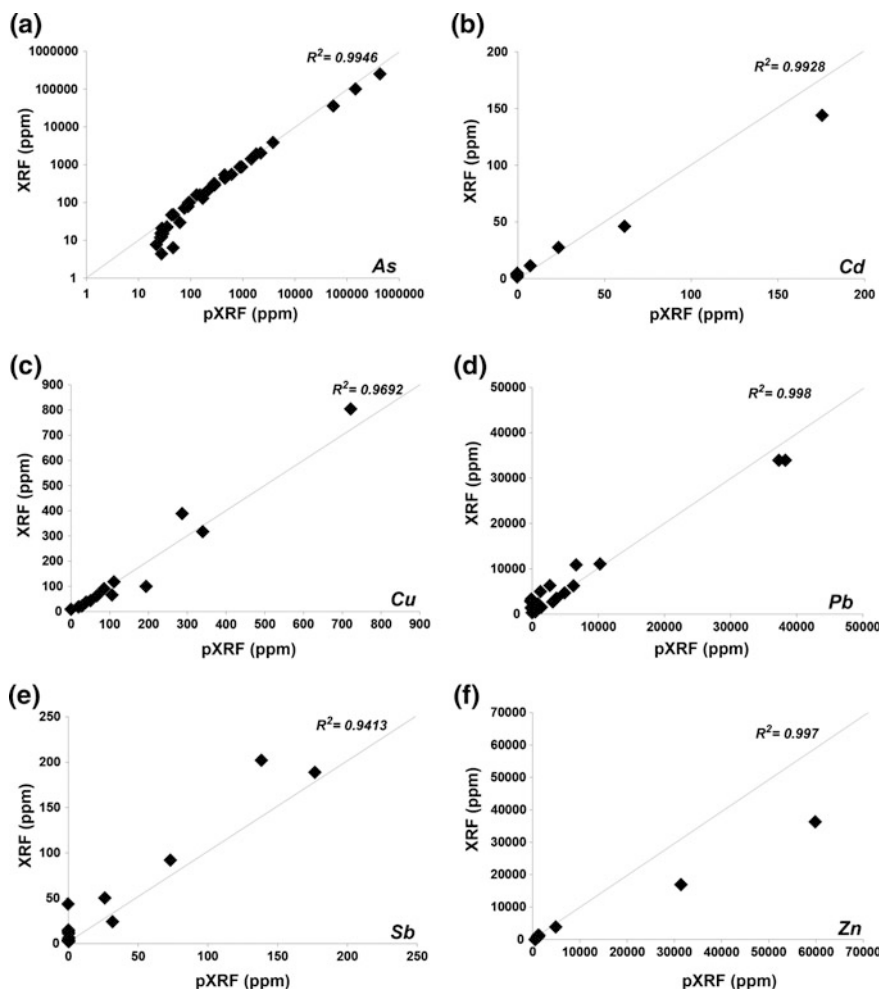 (a)
R²= 0.9946
1000000
100000
10000
1000
100
10
1
XRF (ppm)
As
1 10 100 1000 10000 100000 1000000
pXRF (ppm)
(b)
R²= 0.9928
200
150
100
50
0
XRF (ppm)
Cd
0 50 100 150 200
pXRF (ppm)
(c)
R²= 0.9692
900
800
700
600
500
400
300
200
100
0
XRF (ppm)
Cu
0 100 200 300 400 500 600 700 800 900
pXRF (ppm)
(d)
R²= 0.998
50000
40000
30000
20000
10000
0
XRF (ppm)
Pb
0 10000 20000 30000 40000 50000
pXRF (ppm)
(e)
R²= 0.9413
250
200
150
100
50
0
XRF (ppm)
Sb
0 50 100 150 200 250
pXRF (ppm)
(f)
R²= 0.997
70000
60000
50000
40000
30000
20000
10000
0
XRF (ppm)
Zn
0 10000 20000 30000 40000 50000 60000 70000
pXRF (ppm)